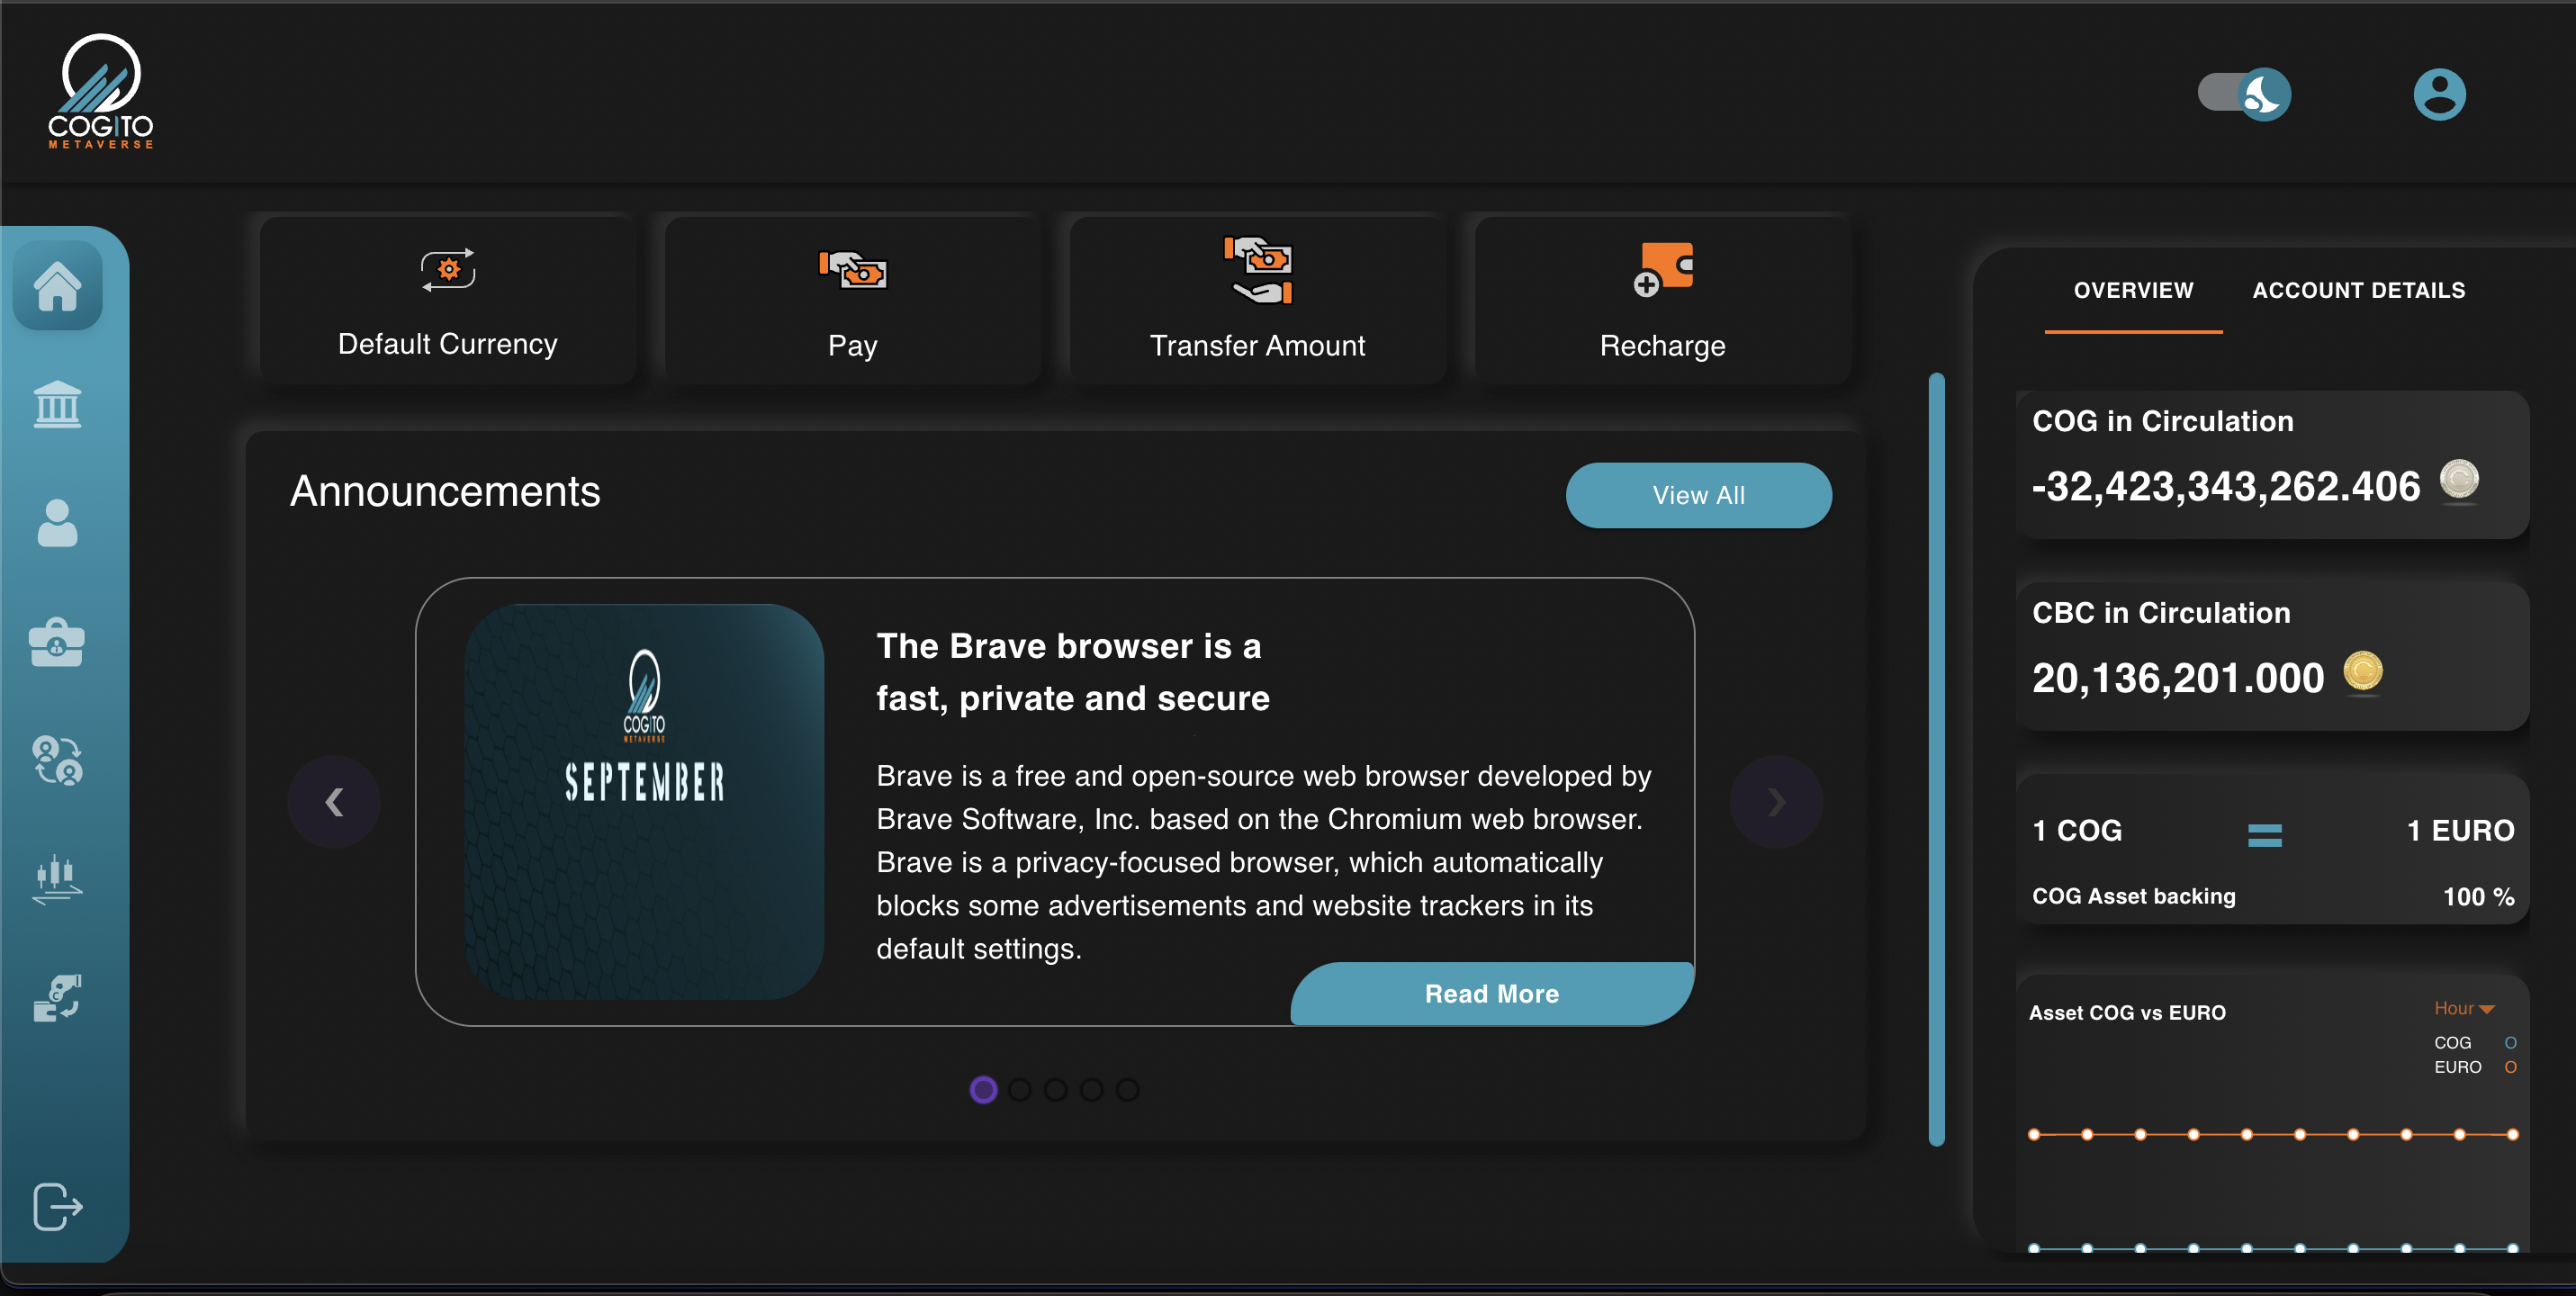 COGITO
METAVERSE
Default Currency
Pay
Transfer Amount
Recharge
Announcements
View All
COGITO
METAVERSE
SEPTEMBER
The Brave browser is a
fast, private and secure
Brave is a free and open-source web browser developed by
Brave Software, Inc. based on the Chromium web browser.
Brave is a privacy-focused browser, which automatically
blocks some advertisements and website trackers in its
default settings.
Read More
OVERVIEW
ACCOUNT DETAILS
COG in Circulation
-32,423,343,262.406
CBC in Circulation
20,136,201.000
1 COG = 1 EURO
COG Asset backing 100 %
Asset COG vs EURO
Hour
COG
EURO